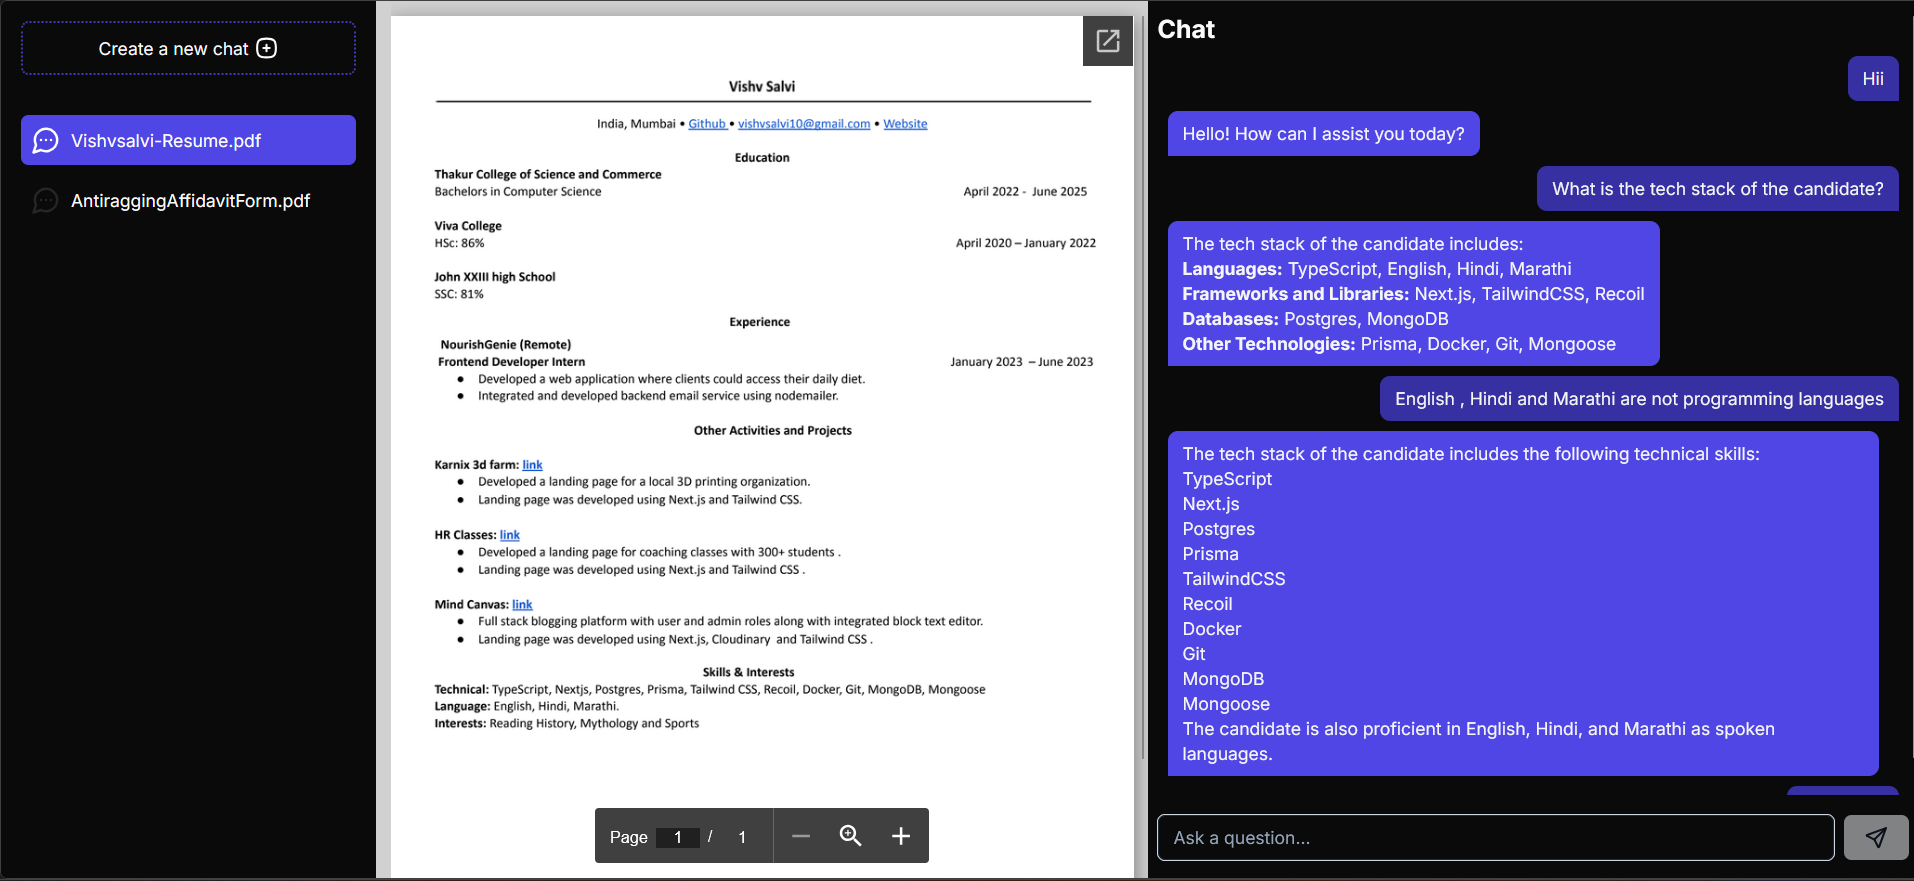 Create a new chat
Vishvsalvi-Resume.pdf
AntiraggingAffidavitForm.pdf
Vishv Salvi
India, Mumbai • Github • vishvsalvi10@gmail.com • Website
Education
Thakur College of Science and Commerce
Bachelors in Computer Science April 2022 - June 2025
Viva College
HSc: 86% April 2020 – January 2022
John XXIII high School
SSC: 81%
Experience
NourishGenie (Remote)
Frontend Developer Intern January 2023 – June 2023
● Developed a web application where clients could access their daily diet.
● Integrated and developed backend email service using nodemailer.
Other Activities and Projects
Karnix 3d farm: link
● Developed a landing page for a local 3D printing organization.
● Landing page was developed using Next.js and Tailwind CSS.
HR Classes: link
● Developed a landing page for coaching classes with 300+ students .
● Landing page was developed using Next.js and Tailwind CSS .
Mind Canvas: link
● Full stack blogging platform with user and admin roles along with integrated block text editor.
● Landing page was developed using Next.js, Cloudinary and Tailwind CSS .
Skills & Interests
Technical: TypeScript, Nextjs, Postgres, Prisma, Tailwind CSS, Recoil, Docker, Git, MongoDB, Mongoose
Language: English, Hindi, Marathi.
Interests: Reading History, Mythology and Sports
Page 1 / 1
Chat
Hii
Hello! How can I assist you today?
What is the tech stack of the candidate?
The tech stack of the candidate includes:
Languages: TypeScript, English, Hindi, Marathi
Frameworks and Libraries: Next.js, TailwindCSS, Recoil
Databases: Postgres, MongoDB
Other Technologies: Prisma, Docker, Git, Mongoose
English , Hindi and Marathi are not programming languages
The tech stack of the candidate includes the following technical skills:
TypeScript
Next.js
Postgres
Prisma
TailwindCSS
Recoil
Docker
Git
MongoDB
Mongoose
The candidate is also proficient in English, Hindi, and Marathi as spoken
languages.
Ask a question...